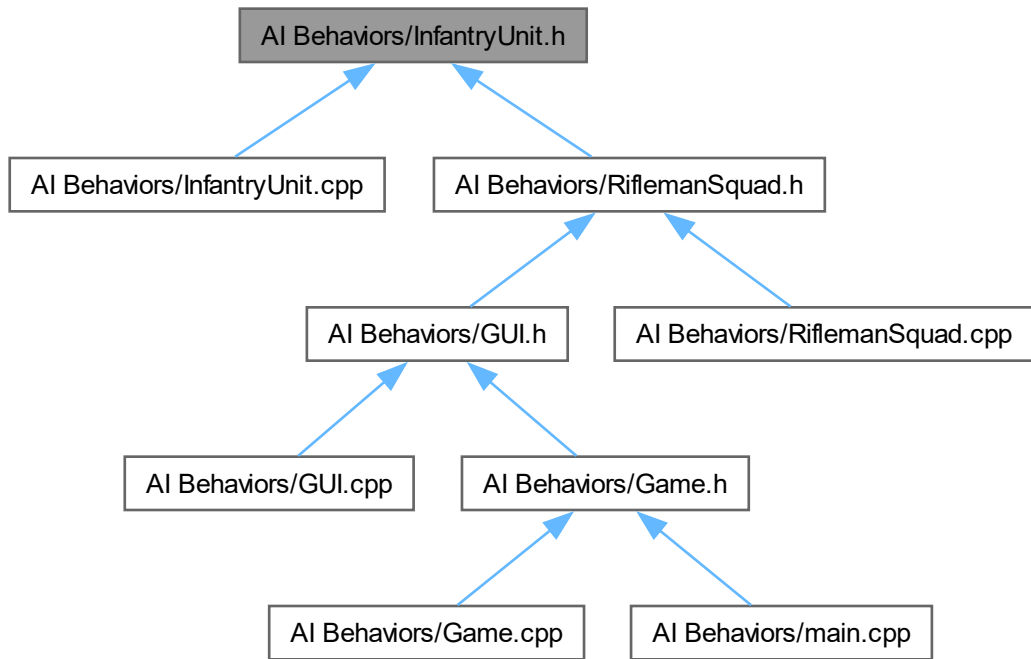 AI Behaviors/InfantryUnit.h
AI Behaviors/InfantryUnit.cpp
AI Behaviors/RiflemanSquad.h
AI Behaviors/GUI.h
AI Behaviors/RiflemanSquad.cpp
AI Behaviors/GUI.cpp
AI Behaviors/Game.h
AI Behaviors/Game.cpp
AI Behaviors/main.cpp